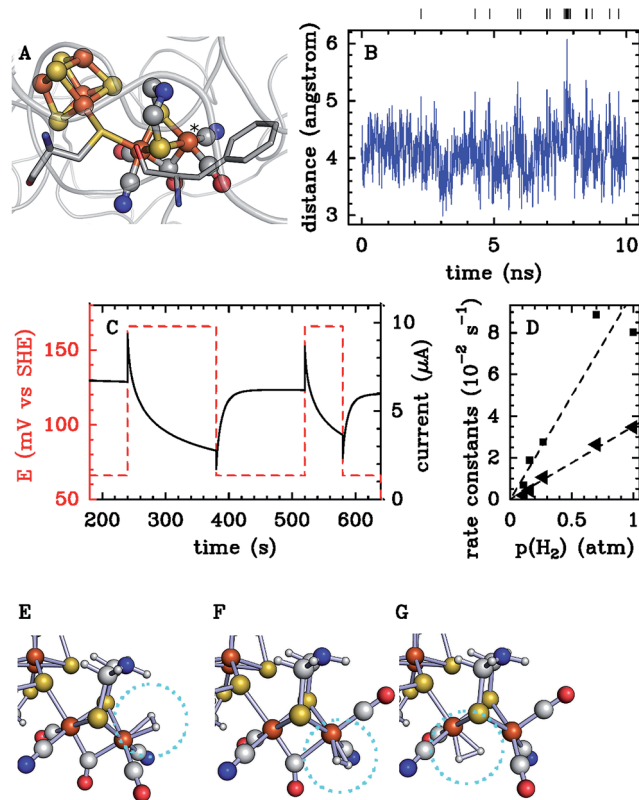 A
*
B
distance (angstrom)
6
5
4
3
0
5
10
time (ns)
C
E (mV vs SHE)
150
100
50
200
400
600
time (s)
10
5
0
current (μA)
D
rate constants (10⁻² s⁻¹)
8
6
4
2
0
0
0.5
1
p(H₂) (atm)
E
F
G